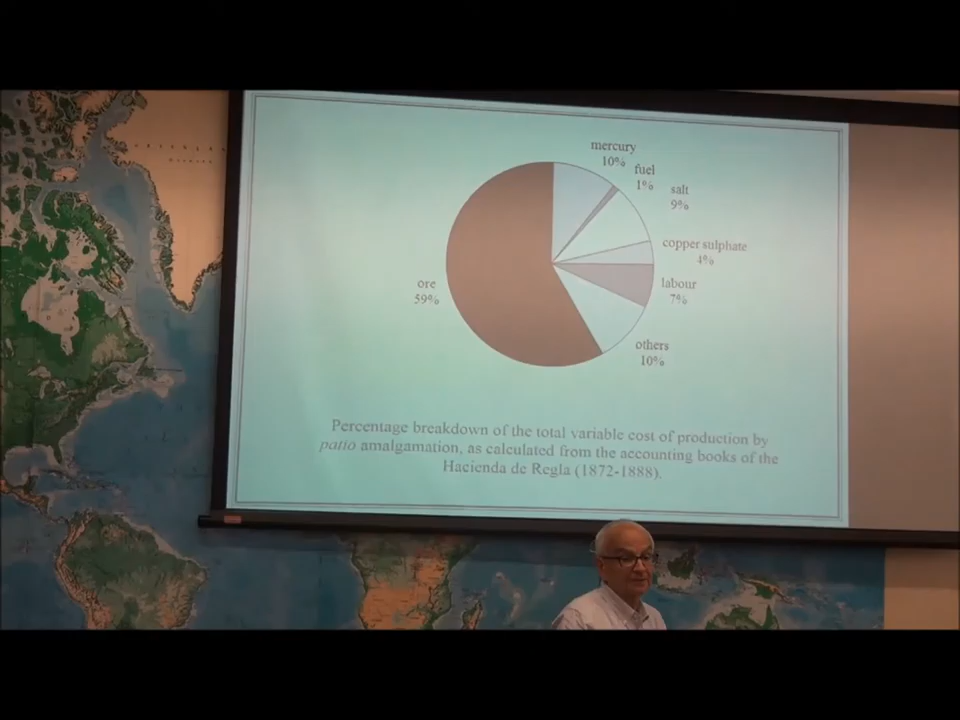 mercury
10%
fuel
1%
salt
9%
copper sulphate
4%
labour
7%
ore
59%
others
10%
Percentage breakdown of the total variable cost of production by
patio amalgamation, as calculated from the accounting books of the
Hacienda de Regla (1872-1888).